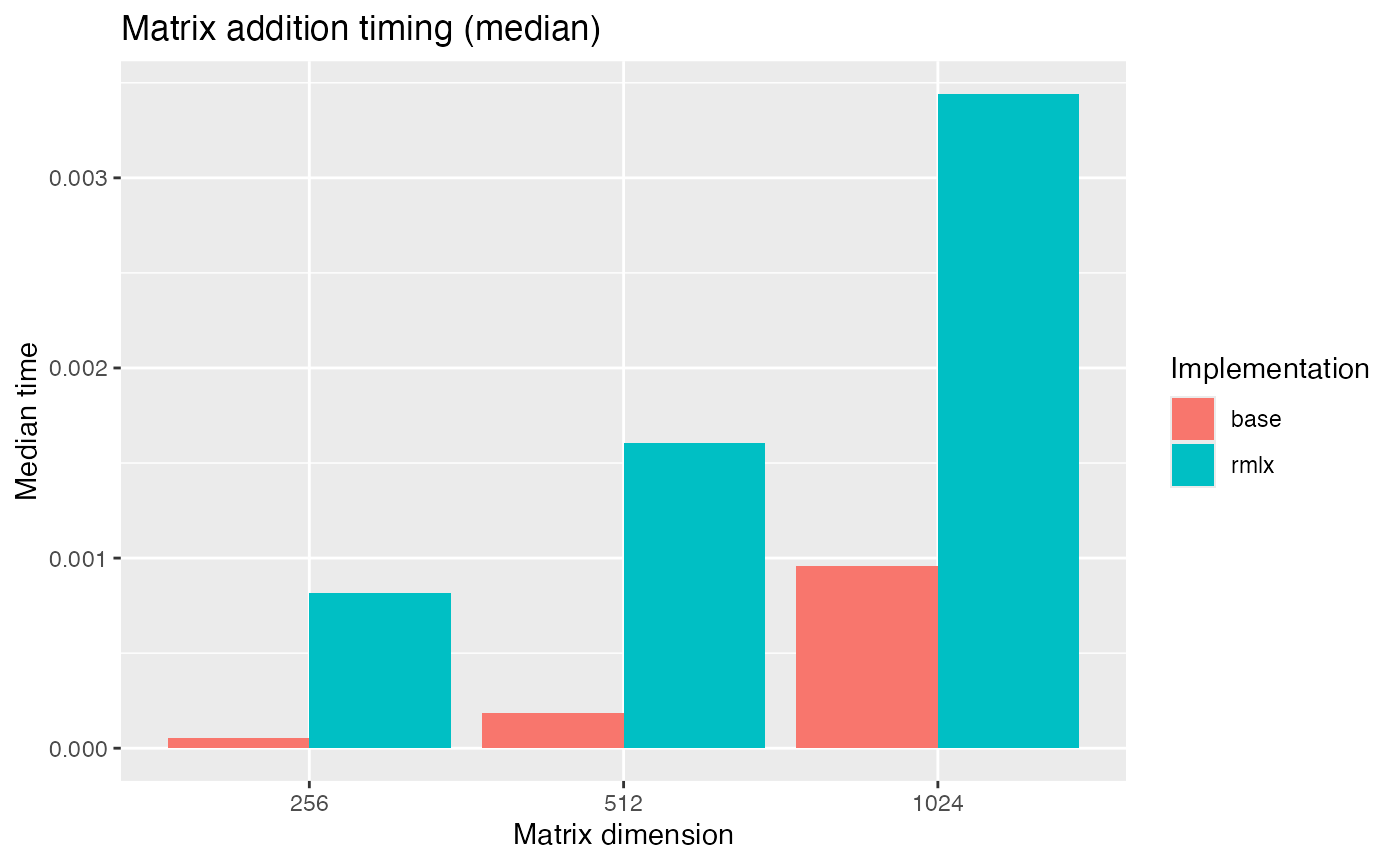 Matrix addition timing (median)
Median time
0.003
0.002
0.001
0.000
256
512
1024
Matrix dimension
Implementation
base
rmlx